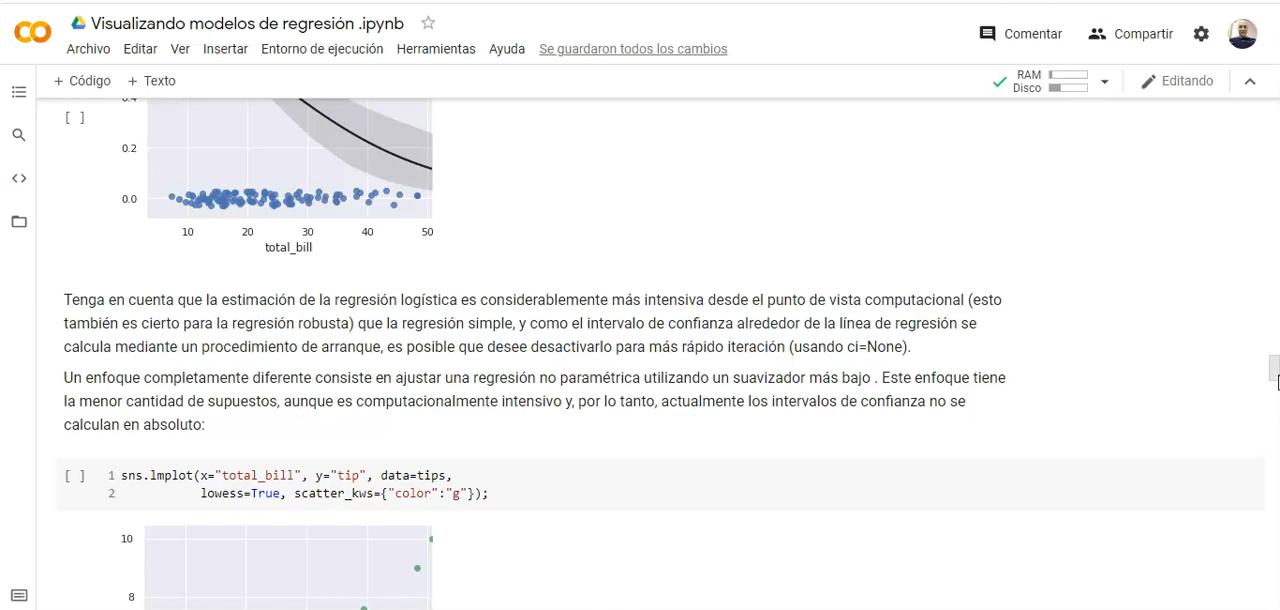 Visualizando modelos de regresión .ipynb
Archivo Editar Ver Insertar Entorno de ejecución Herramientas Ayuda Se guardaron todos los cambios
Comentar Compartir
+ Código + Texto
RAM
Disco
Editando
0.4
[ ]
0.2
0.0
10 20 30 40 50
total_bill
Tenga en cuenta que la estimación de la regresión logística es considerablemente más intensiva desde el punto de vista computacional (esto
también es cierto para la regresión robusta) que la regresión simple, y como el intervalo de confianza alrededor de la línea de regresión se
calcula mediante un procedimiento de arranque, es posible que desee desactivarlo para más rápido iteración (usando ci=None).
Un enfoque completamente diferente consiste en ajustar una regresión no paramétrica utilizando un suavizador más bajo . Este enfoque tiene
la menor cantidad de supuestos, aunque es computacionalmente intensivo y, por lo tanto, actualmente los intervalos de confianza no se
calculan en absoluto:
[ ] 1 sns.lmplot(x="total_bill", y="tip", data=tips,
2 lowess=True, scatter_kws={"color":"g"});
10
8